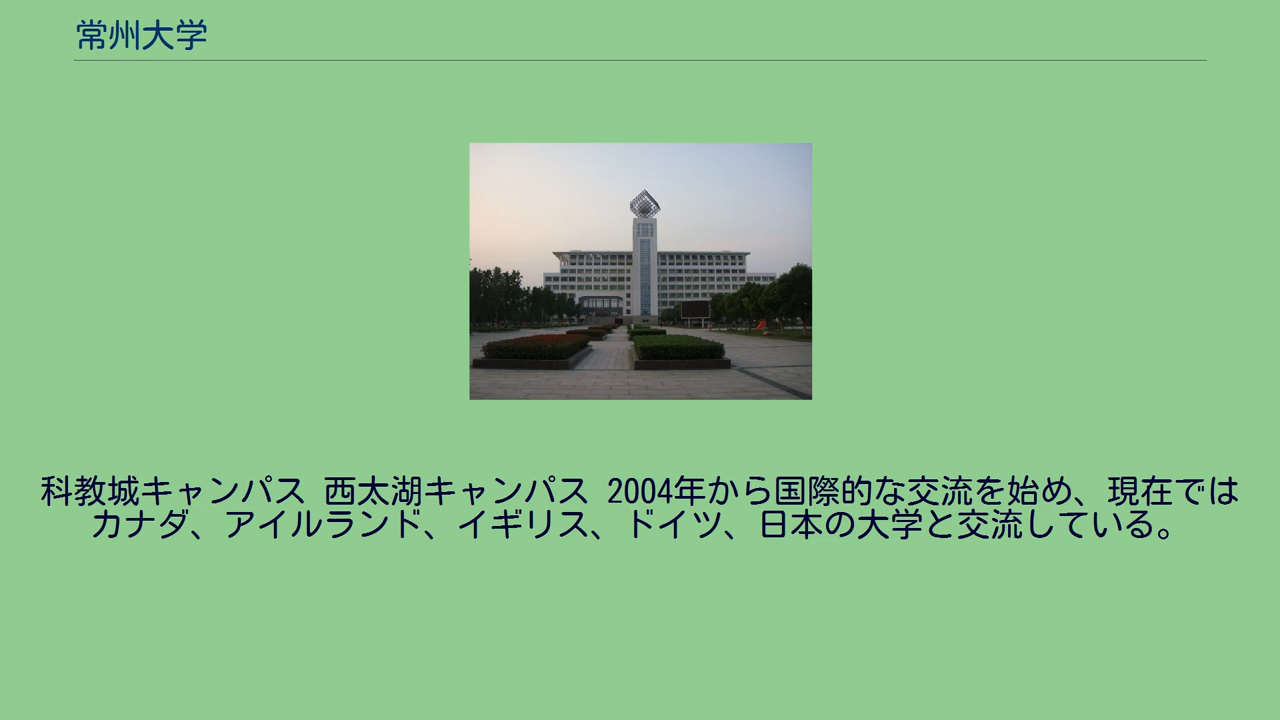 常州大学
科教城キャンパス 西太湖キャンパス 2004年から国際的な交流を始め、現在では
カナダ、アイルランド、イギリス、ドイツ、日本の大学と交流している。